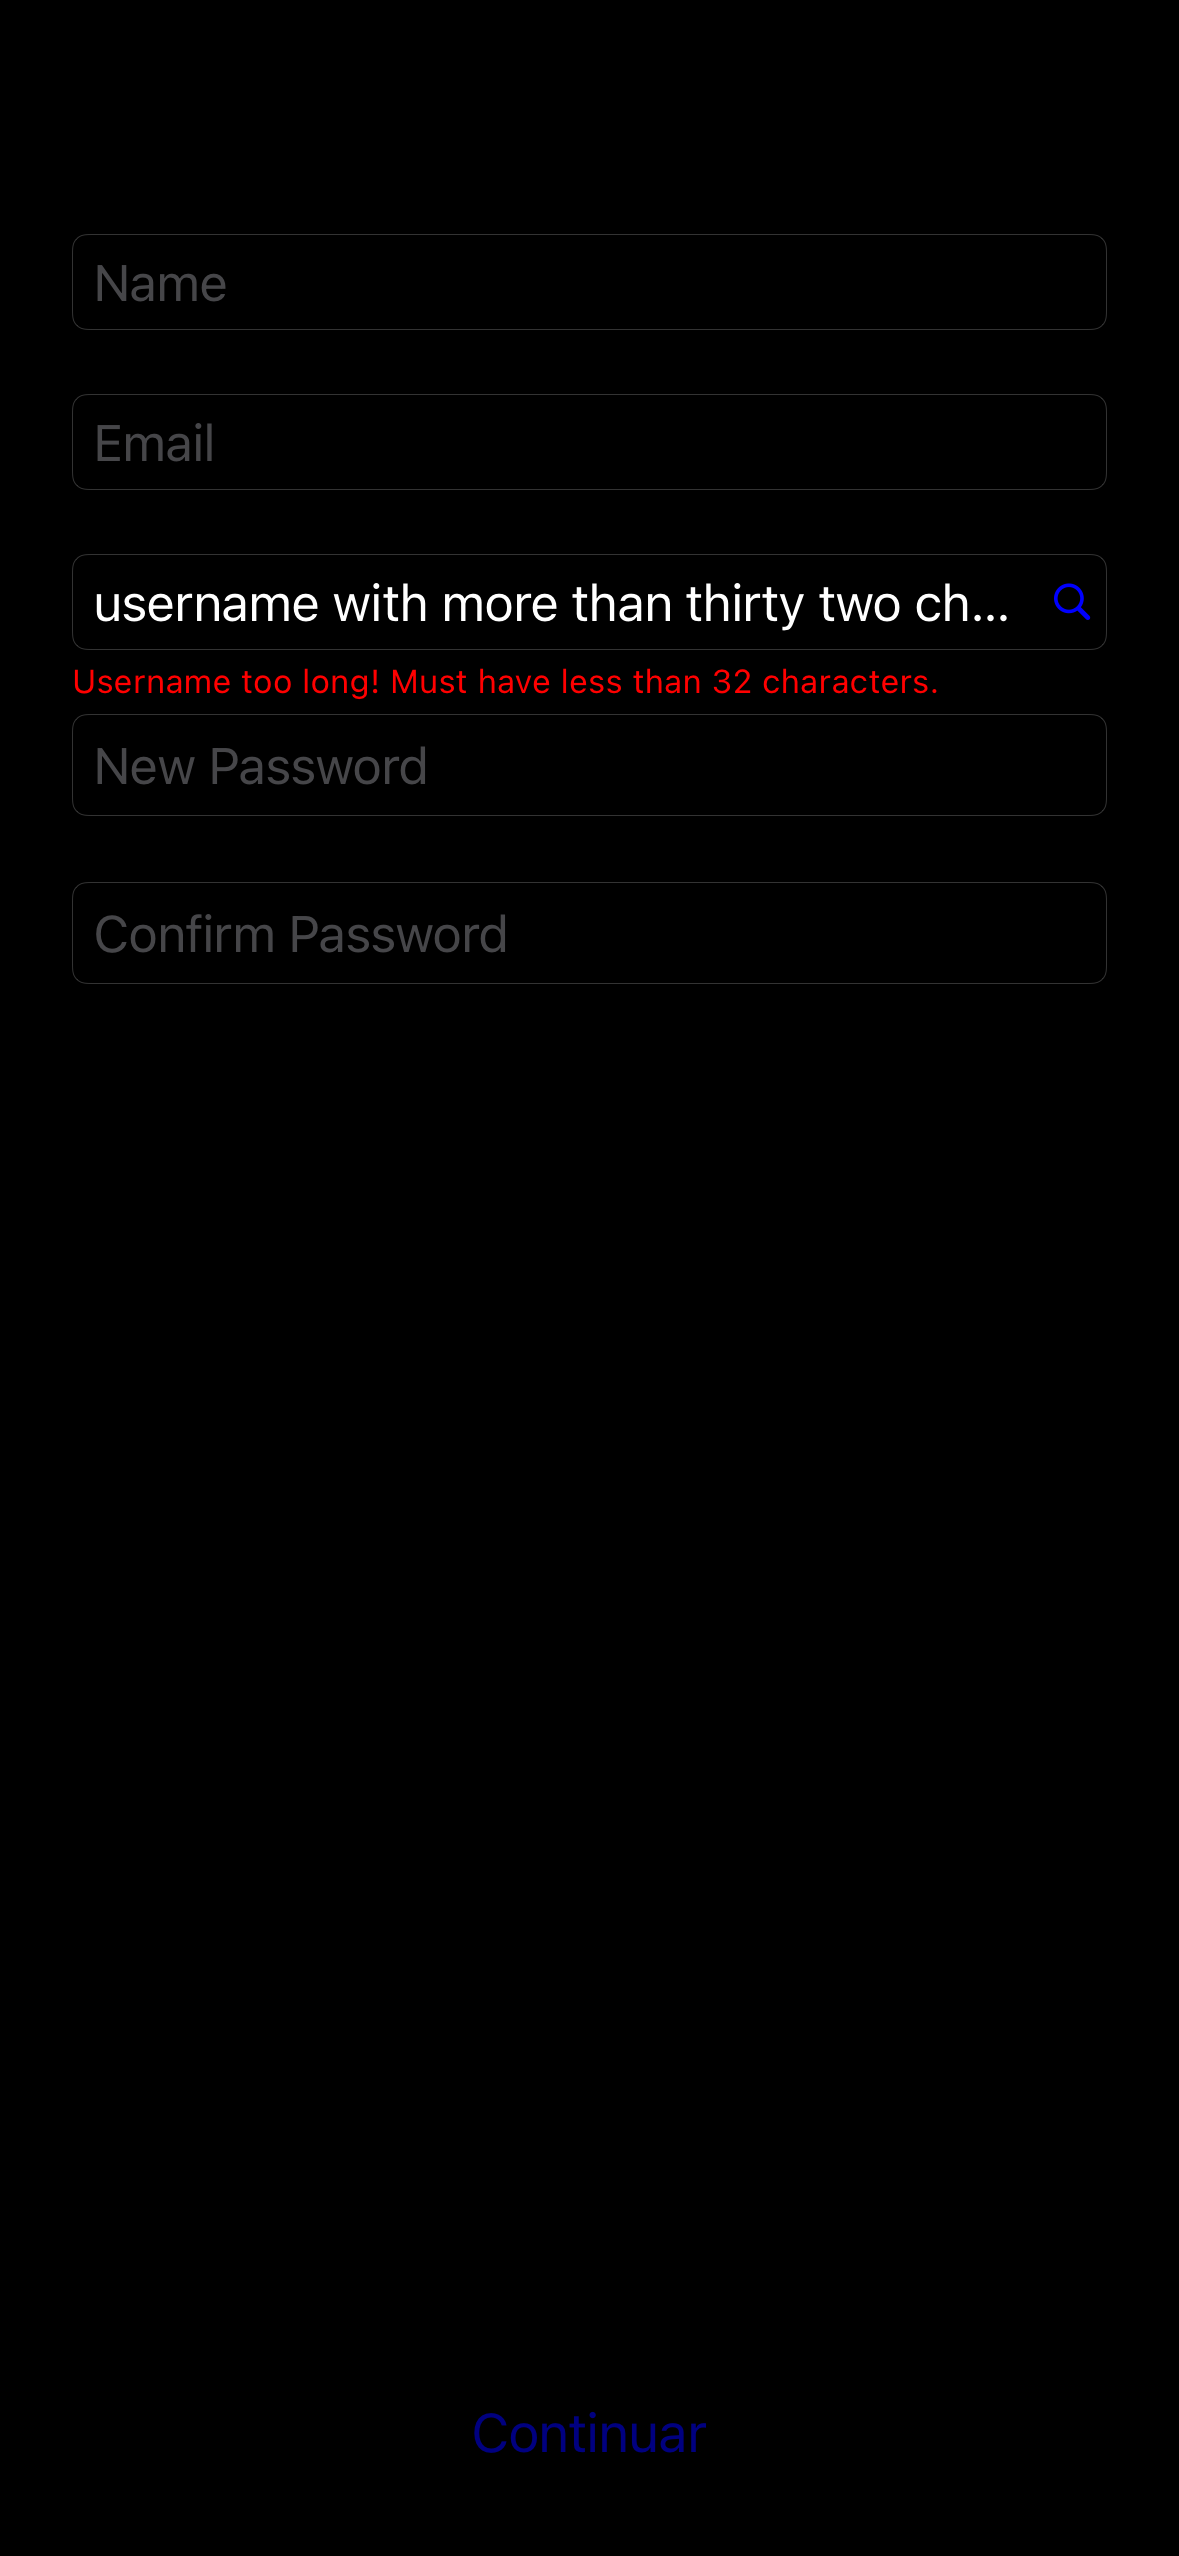 Name
Email
username with more than thirty two ch...
Username too long! Must have less than 32 characters.
New Password
Confirm Password
Continuar